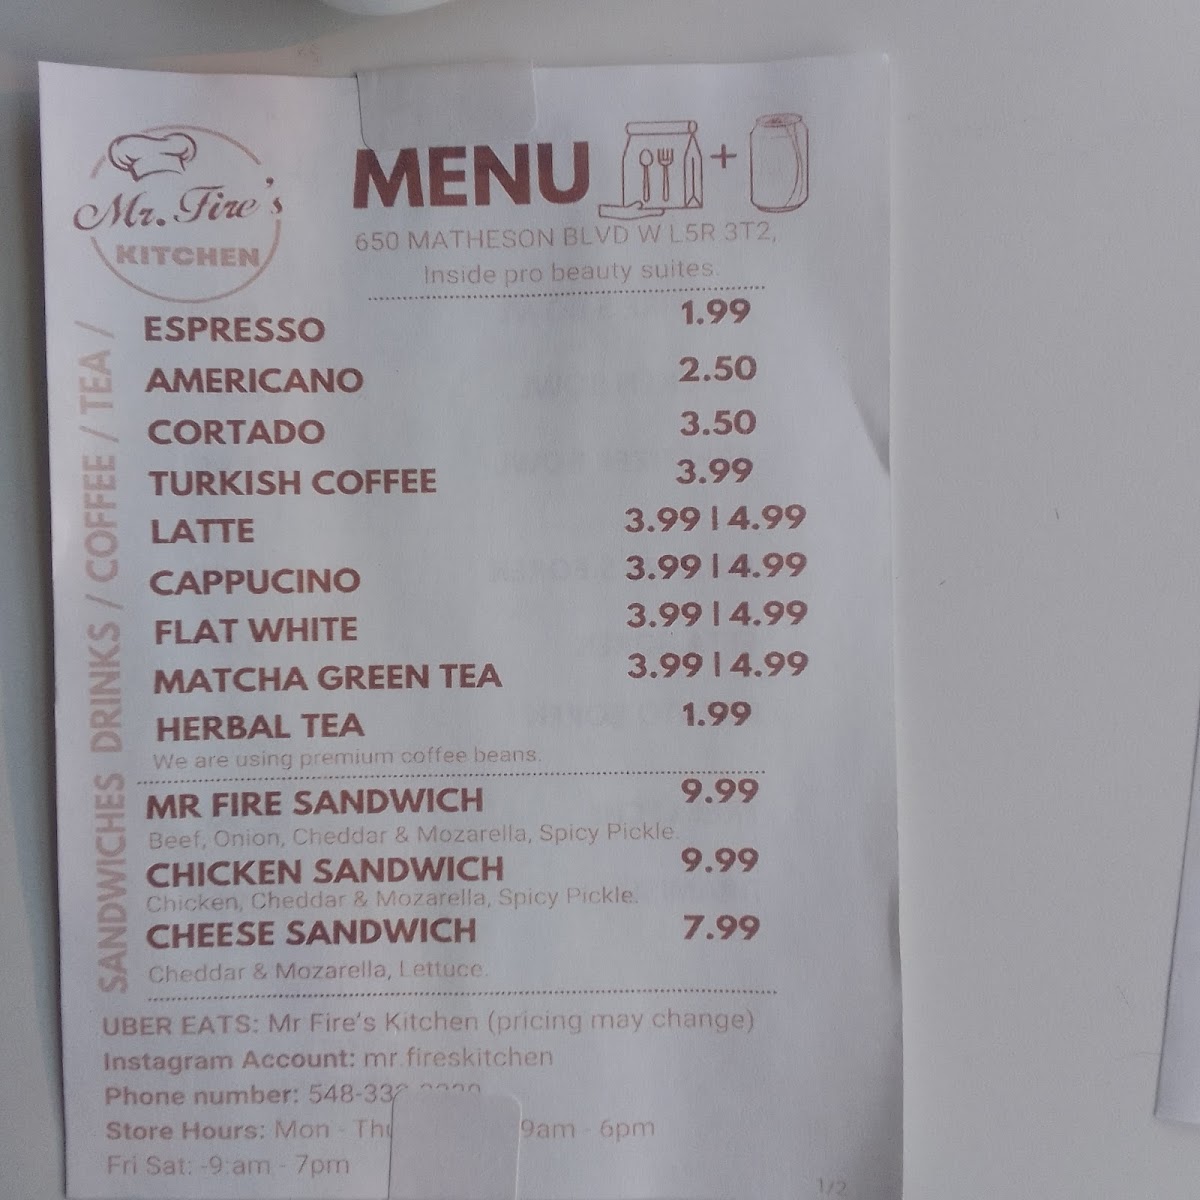 Mr. Fire's
KITCHEN
MENU
650 MATHESON BLVD W L5R 3T2,
Inside pro beauty suites.
SANDWICHES DRINKS / COFFEE / TEA /
ESPRESSO 1.99
AMERICANO 2.50
CORTADO 3.50
TURKISH COFFEE 3.99
LATTE 3.99 | 4.99
CAPPUCINO 3.99 | 4.99
FLAT WHITE 3.99 | 4.99
MATCHA GREEN TEA 3.99 | 4.99
HERBAL TEA 1.99
We are using premium coffee beans.
MR FIRE SANDWICH 9.99
Beef, Onion, Cheddar & Mozarella, Spicy Pickle.
CHICKEN SANDWICH 9.99
Chicken, Cheddar & Mozarella, Spicy Pickle.
CHEESE SANDWICH 7.99
Cheddar & Mozarella, Lettuce.
UBER EATS: Mr Fire's Kitchen (pricing may change)
Instagram Account: mr.fireskitchen
Phone number: 548-33
Store Hours: Mon - 9am - 6pm
Fri Sat: -9:am - 7pm
1/2